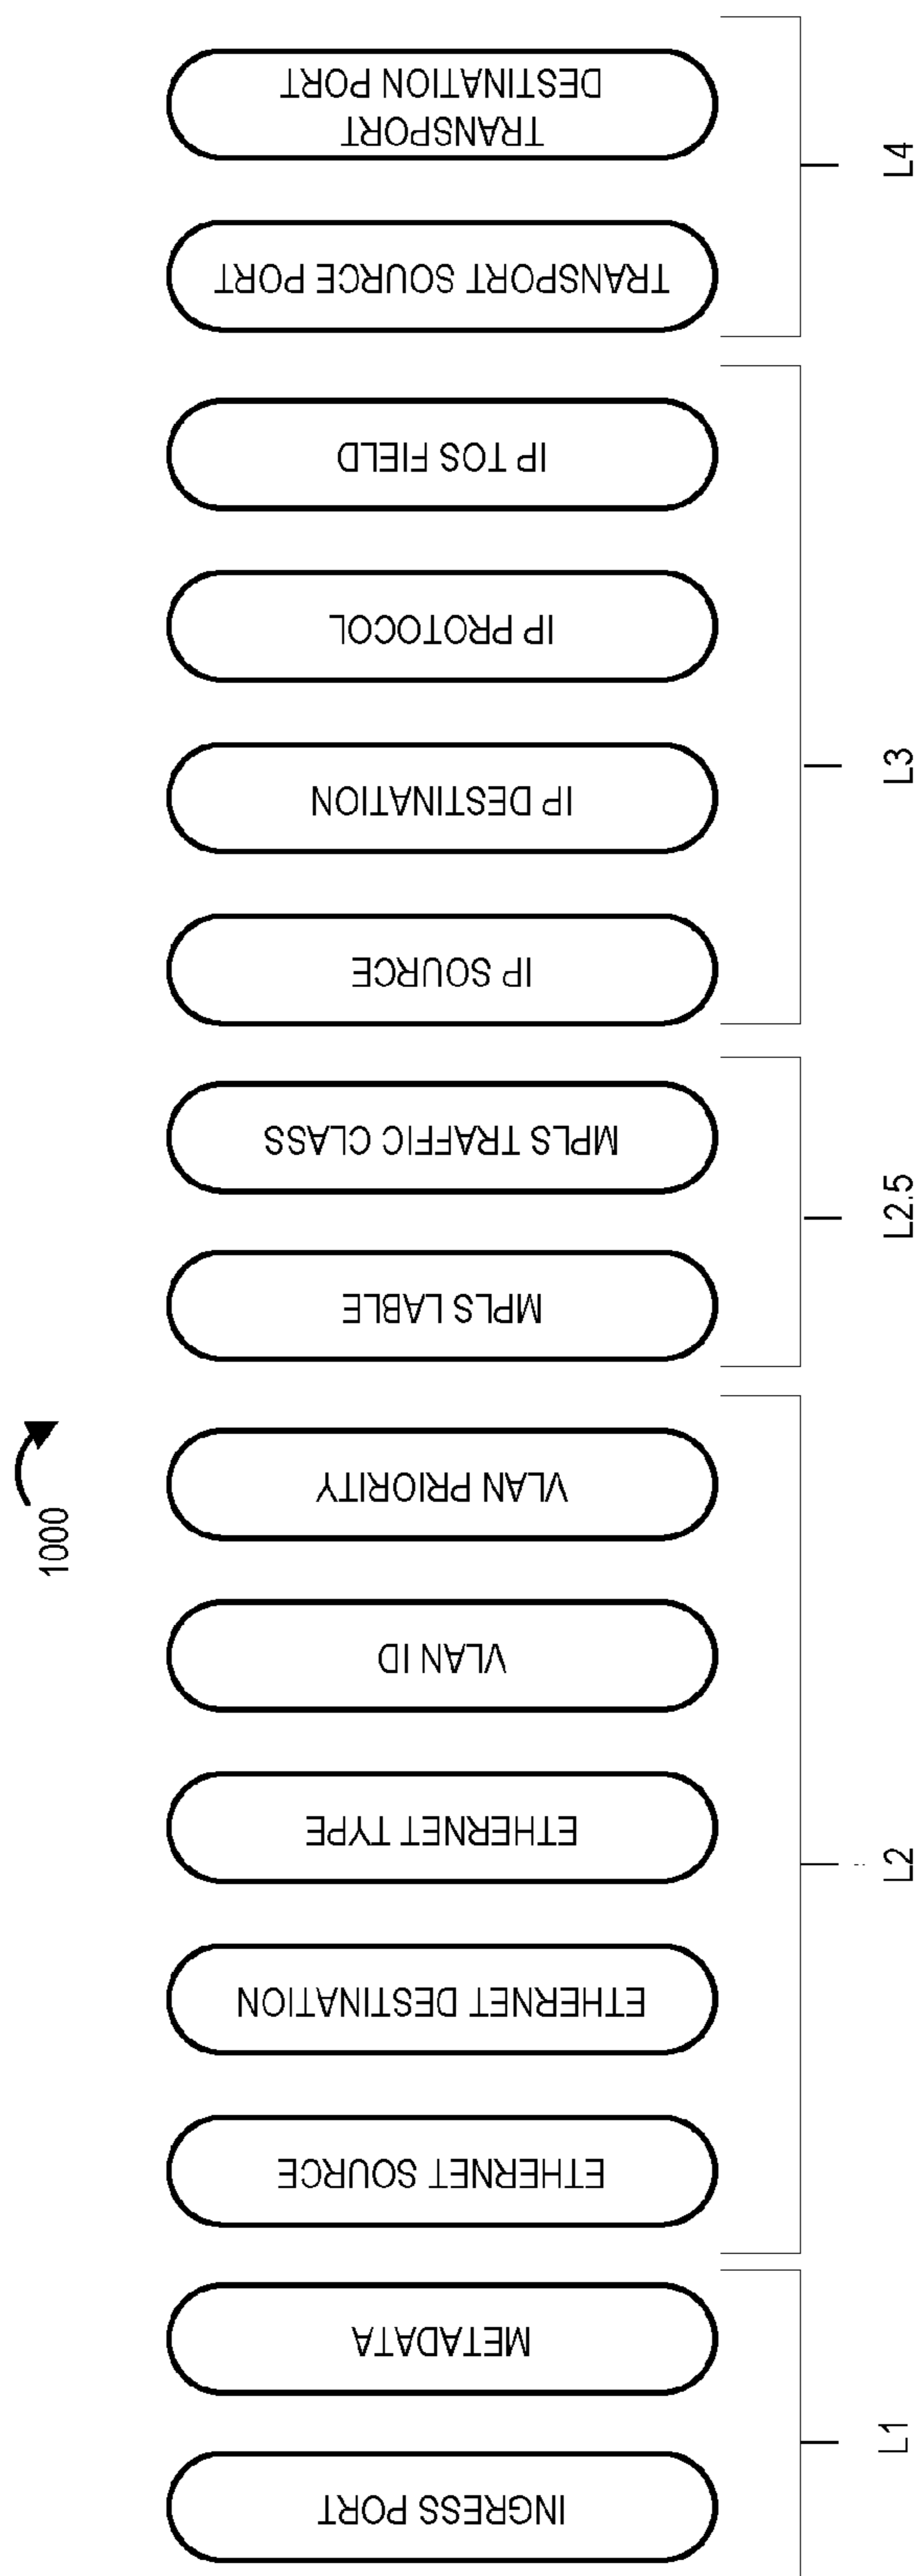 1000
INGRESS PORT
METADATA
L1
ETHERNET SOURCE
ETHERNET DESTINATION
ETHERNET TYPE
VLAN ID
VLAN PRIORITY
L2
MPLS LABLE
MPLS TRAFFIC CLASS
L2.5
IP SOURCE
IP DESTINATION
IP PROTOCOL
IP TOS FIELD
L3
TRANSPORT SOURCE PORT
TRANSPORT
DESTINATION PORT
L4